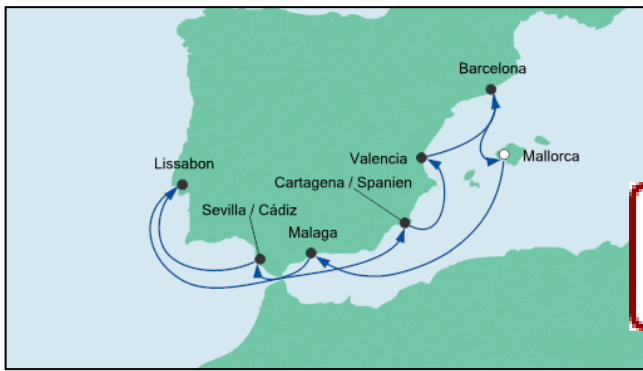 Barcelona
Valencia
Mallorca
Lissabon
Cartagena / Spanien
Sevilla / Cádiz
Malaga